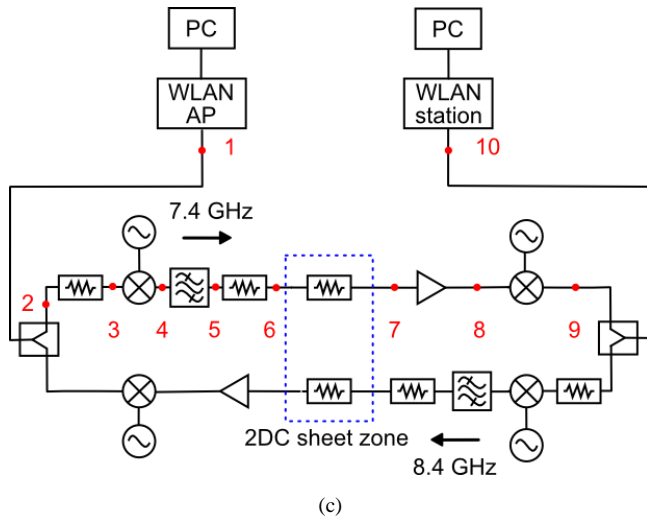 PC
PC
WLAN
AP
WLAN
station
1
10
7.4 GHz
2
3
4
5
6
7
8
9
2DC sheet zone
8.4 GHz
(c)